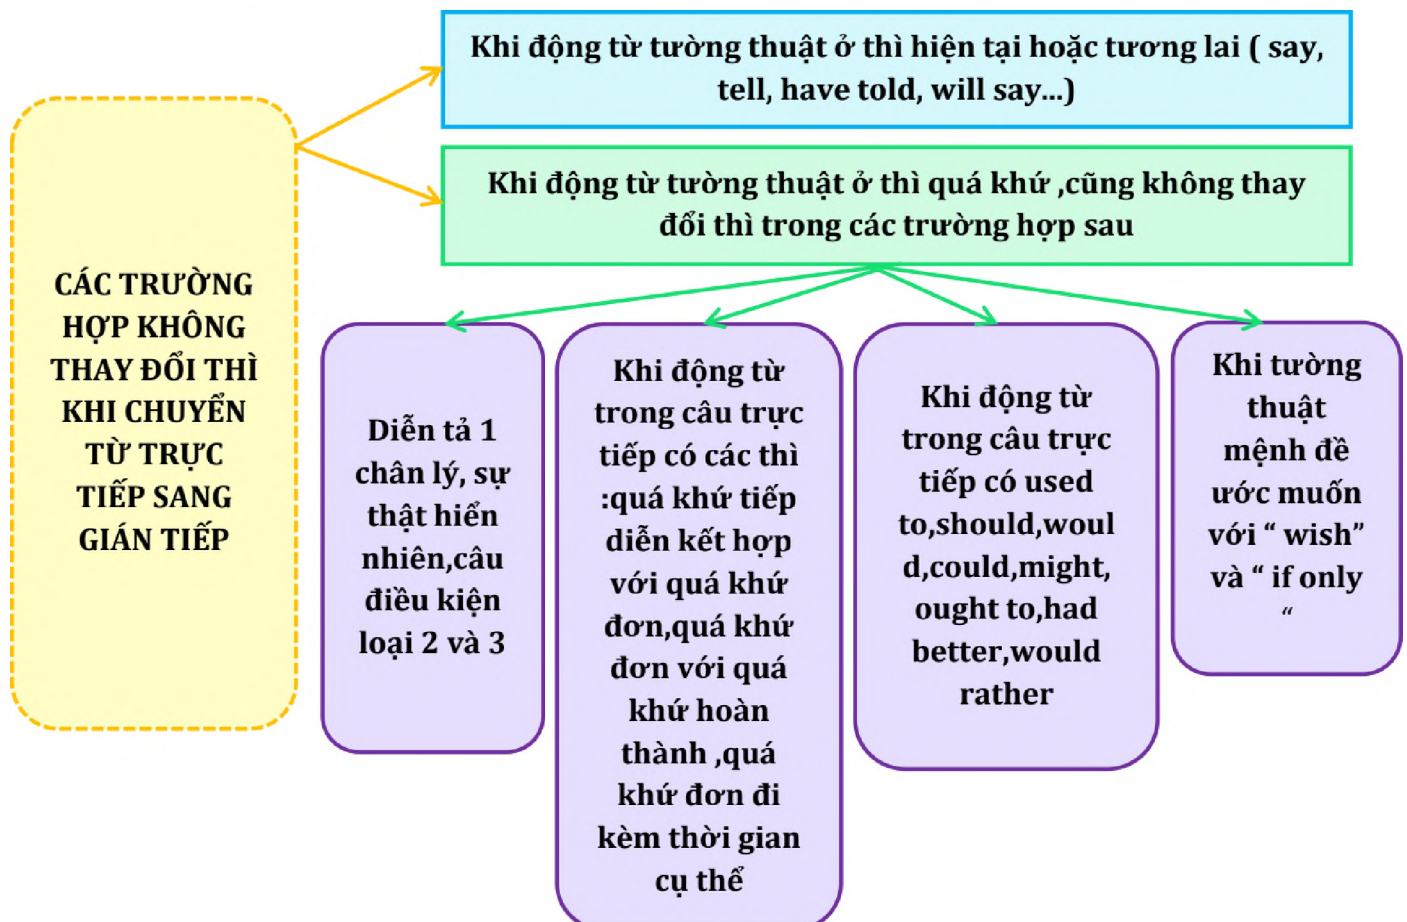 Khi động từ tường thuật ở thì hiện tại hoặc tương lai ( say,
tell, have told, will say...)
Khi động từ tường thuật ở thì quá khứ ,cũng không thay
đổi thì trong các trường hợp sau
CÁC TRƯỜNG
HỢP KHÔNG
THAY ĐỔI THÌ
KHI CHUYỂN
TỪ TRỰC
TIẾP SANG
GIÁN TIẾP
Diễn tả 1
chân lý, sự
thật hiển
nhiên,câu
điều kiện
loại 2 và 3
Khi động từ
trong câu trực
tiếp có các thì
:quá khứ tiếp
diễn kết hợp
với quá khứ
đơn,quá khứ
đơn với quá
khứ hoàn
thành ,quá
khứ đơn đi
kèm thời gian
cụ thể
Khi động từ
trong câu trực
tiếp có used
to,should,woul
d,could,might,
ought to,had
better,would
rather
Khi tường
thuật
mệnh đề
ước muốn
với “ wish”
và “ if only
“